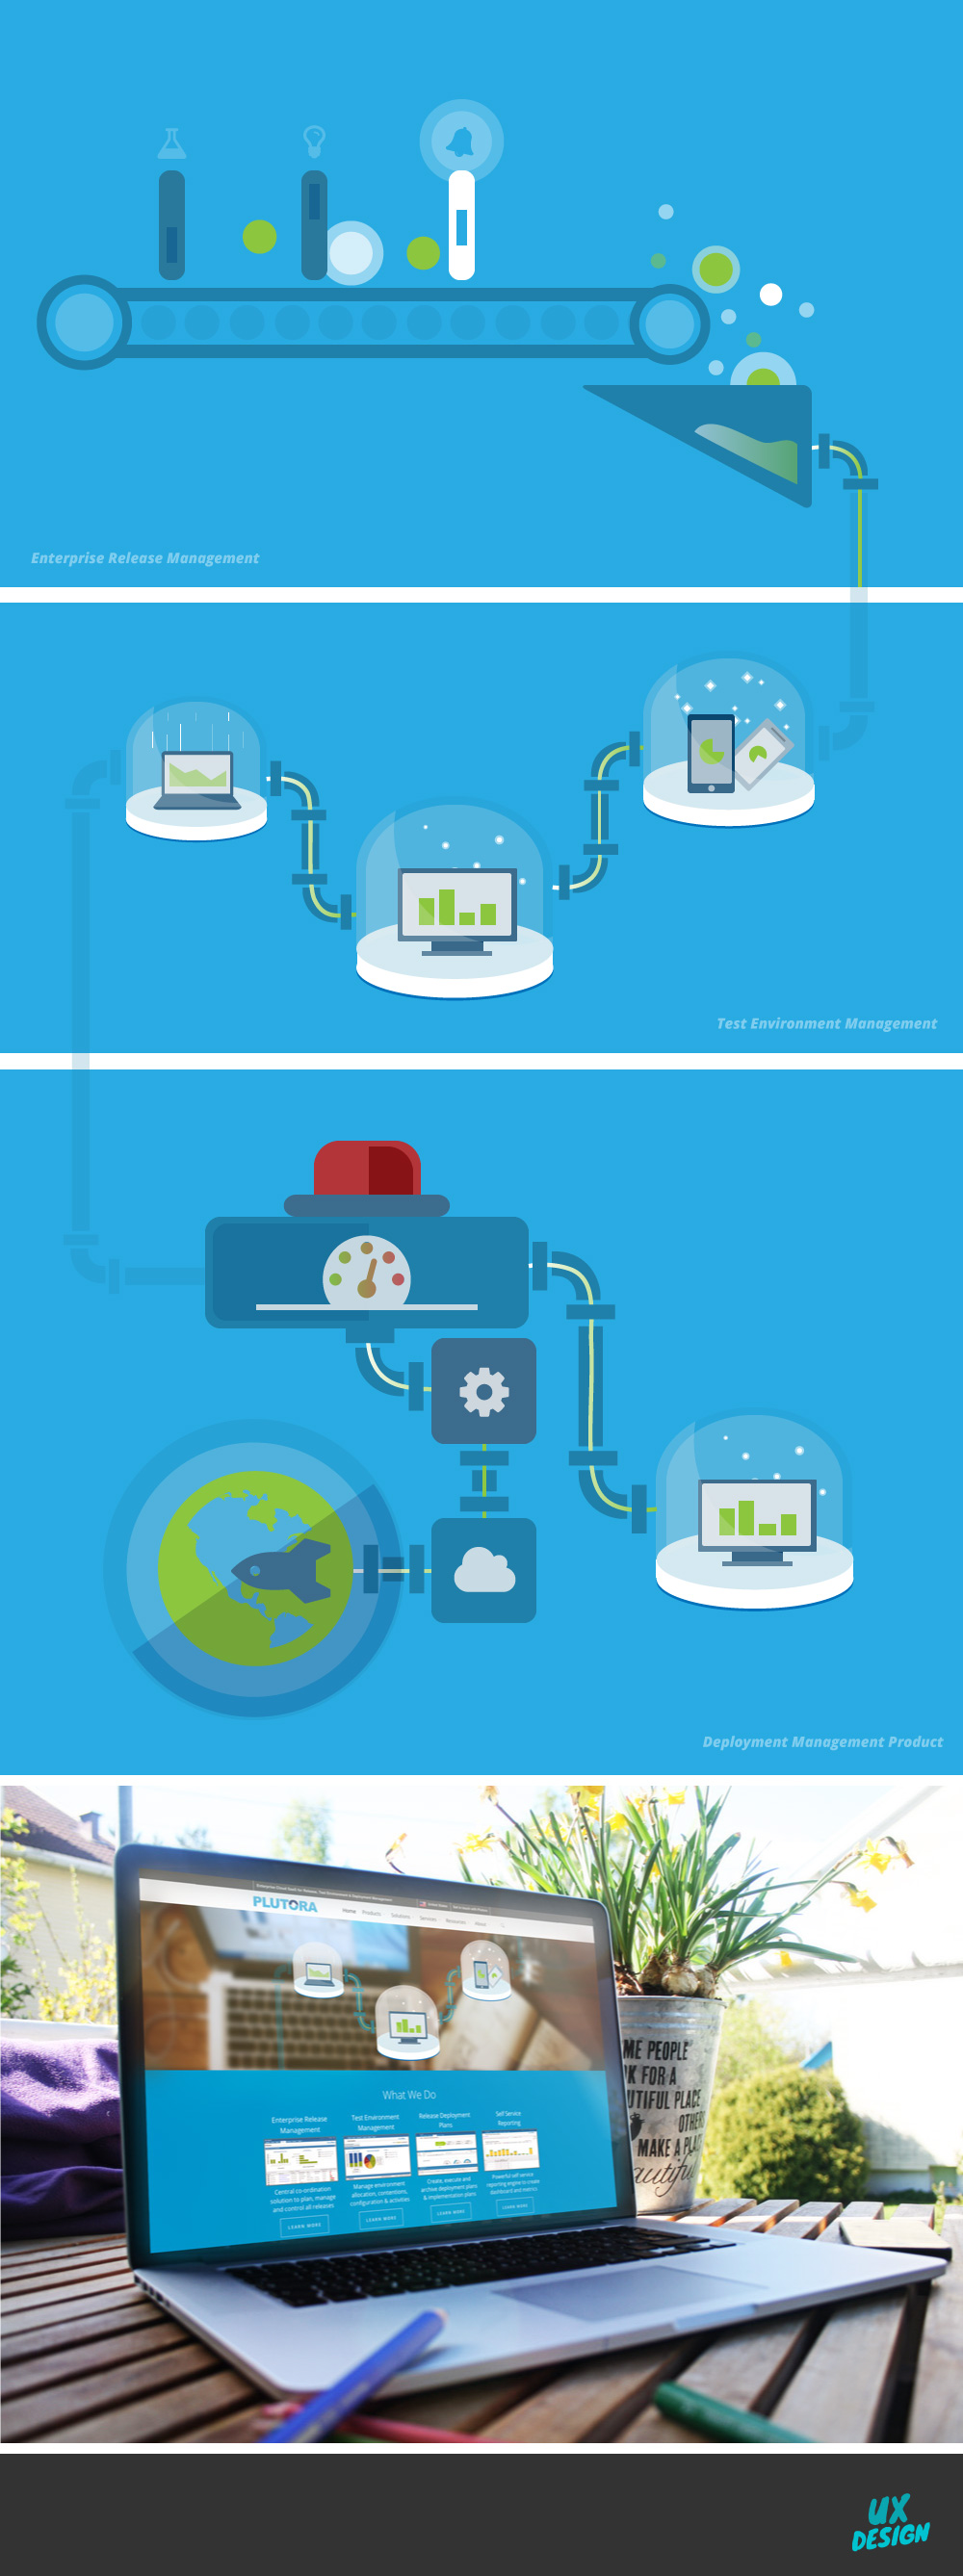 Enterprise Release Management
Test Environment Management
Deployment Management Product
PLUTORA
Home Products Solutions Services Resources About
What We Do
Enterprise Release
Management
Central co-ordination
solution to plan, manage
and control all releases
LEARN MORE
Test Environment
Management
Manage environment
allocation, contentions,
configuration & activities
LEARN MORE
Release Deployment
Plans
Create, execute and
archive deployment plans
& implementation plans
LEARN MORE
Self Service
Reporting
Powerful self service
reporting engine to create
dashboard and metrics
LEARN MORE
ME PEOPLE
K FOR A
UTIFUL PLACE
OTHERS
MAKE A PLA
autiful
UX
DESIGN